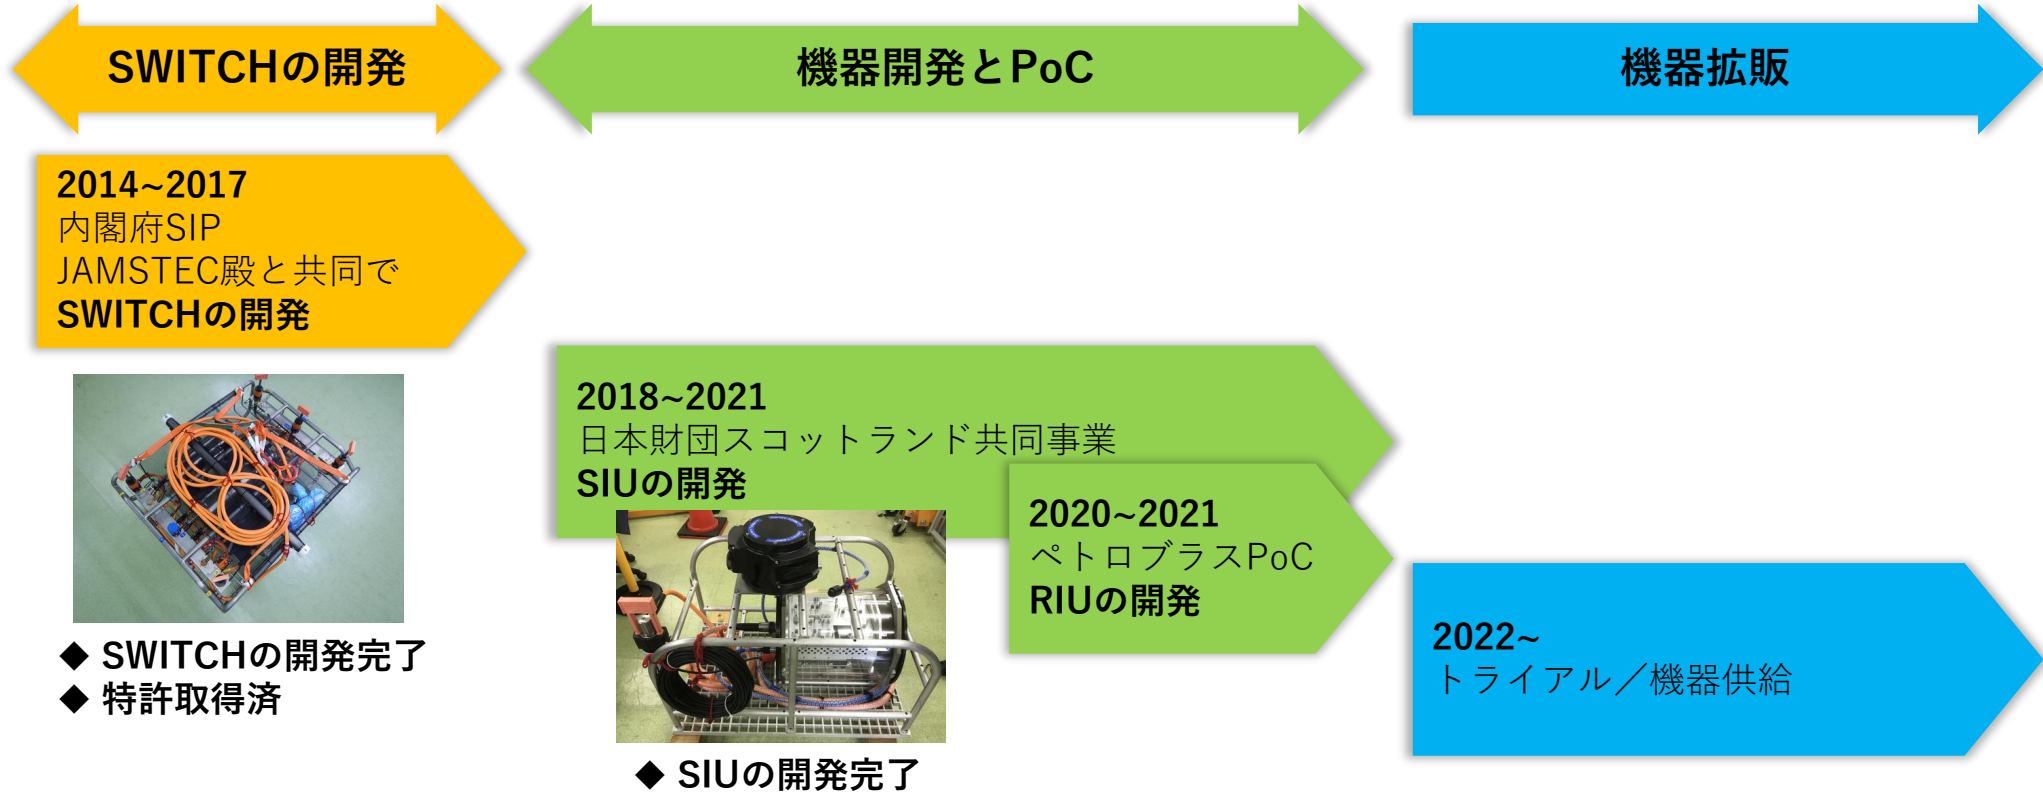 SWITCHの開発
機器開発とPoC
機器拡販
2014~2017
内閣府SIP
JAMSTEC殿と共同で
SWITCHの開発
◆ SWITCHの開発完了
◆ 特許取得済
2018~2021
日本財団スコットランド共同事業
SIUの開発
◆ SIUの開発完了
2020~2021
ペトロブラスPoC
RIUの開発
2022~
トライアル／機器供給